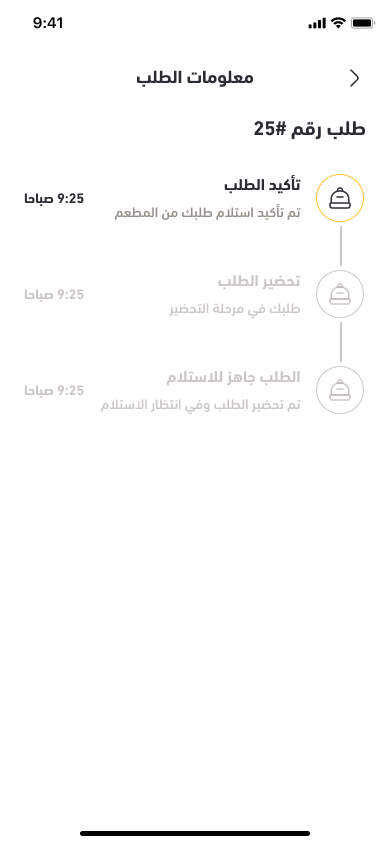 9:41
معلومات الطلب
طلب رقم #25
تأكيد الطلب
تم تأكيد استلام طلبك من المطعم
9:25 صباحا
تحضير الطلب
طلبك في مرحلة التحضير
9:25 صباحا
الطلب جاهز للاستلام
تم تحضير الطلب وفي انتظار الاستلام
9:25 صباحا